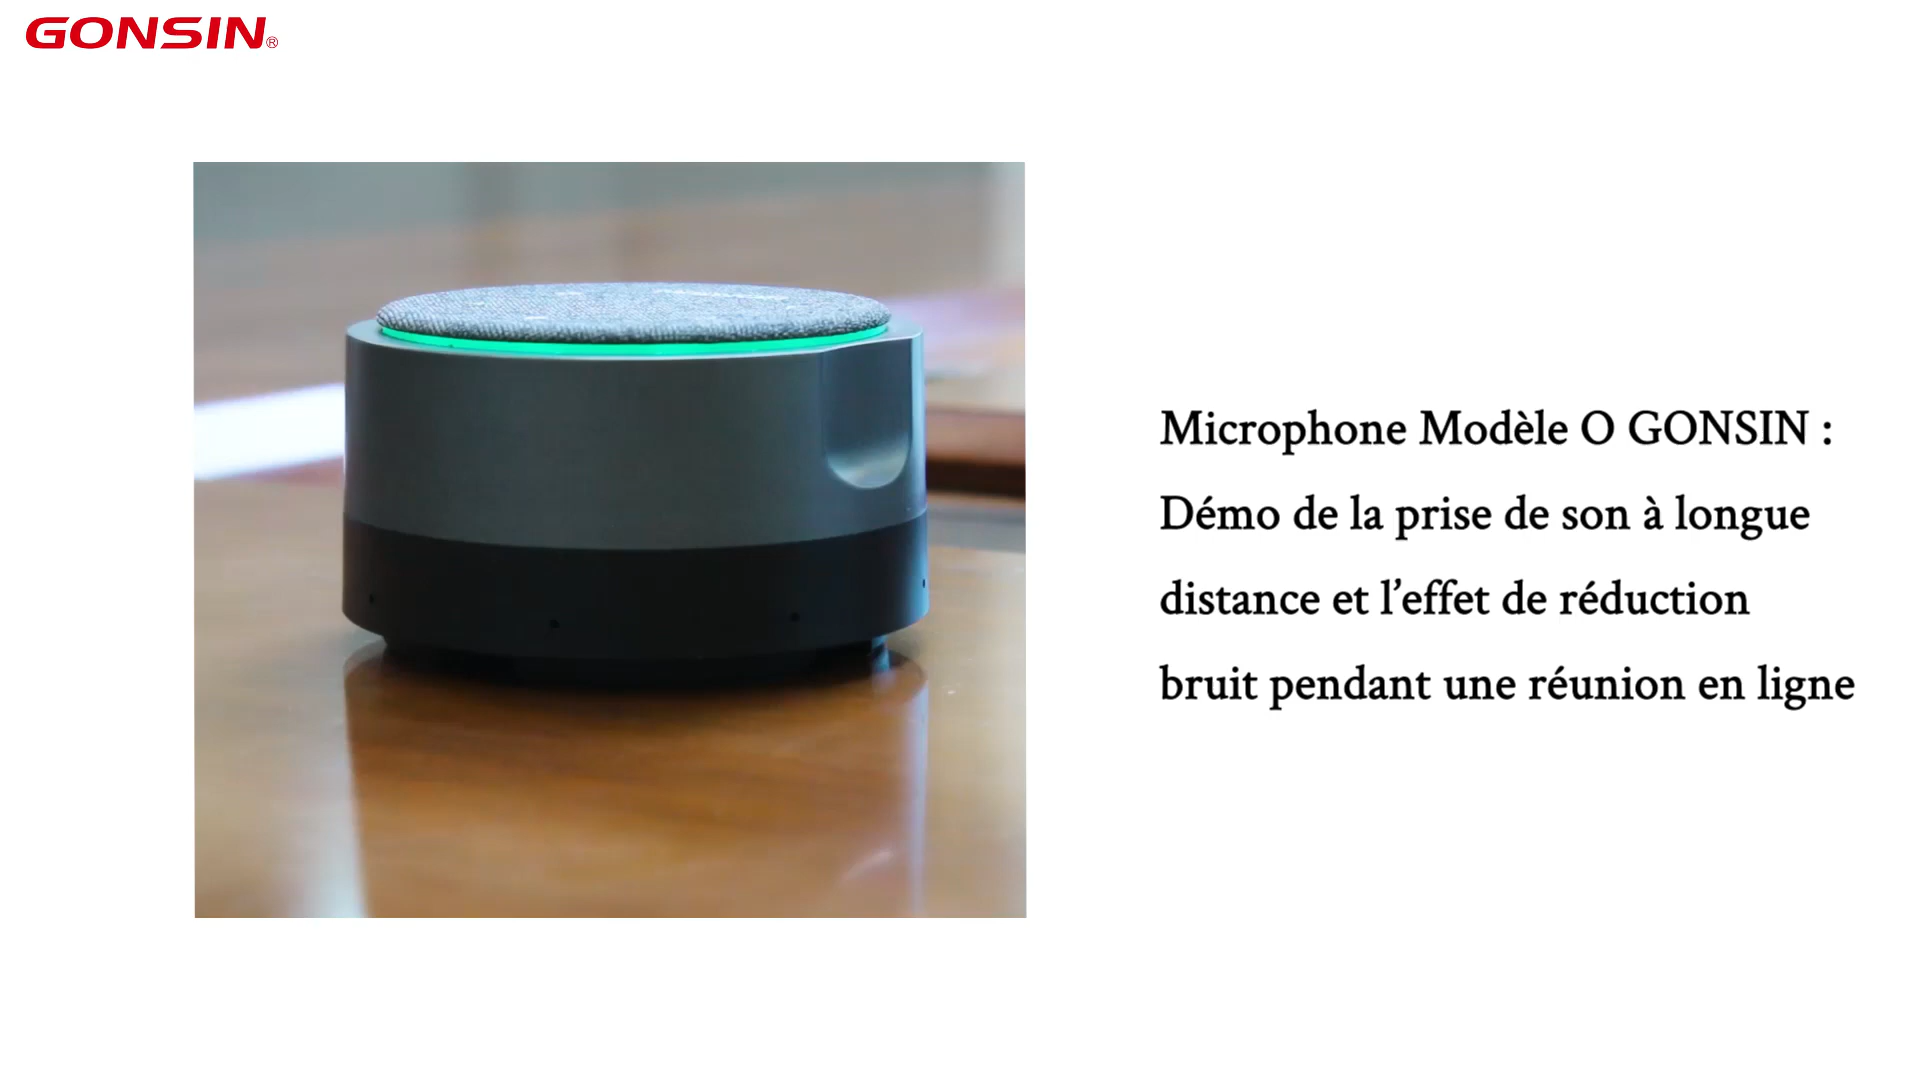 GONSIN®
Microphone Modèle O GONSIN :
Démo de la prise de son à longue
distance et l’effet de réduction
bruit pendant une réunion en ligne